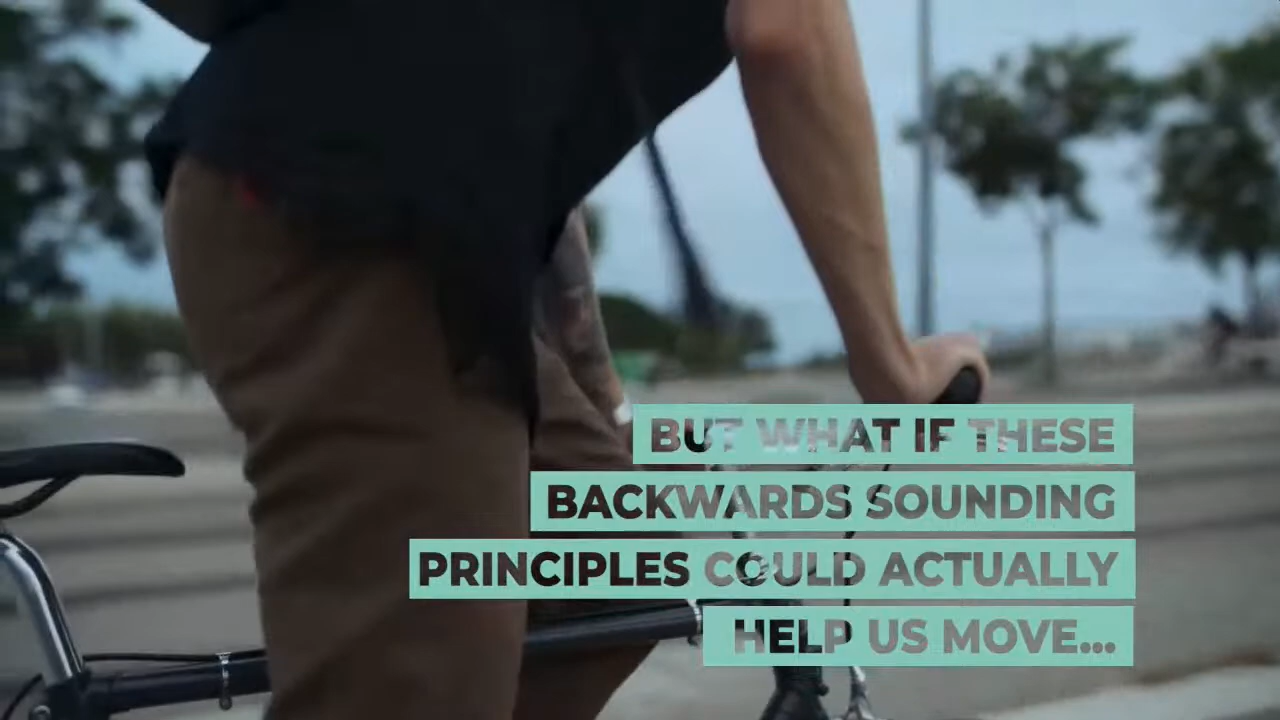 BUT WHAT IF THESE
BACKWARDS SOUNDING
PRINCIPLES COULD ACTUALLY
HELP US MOVE...